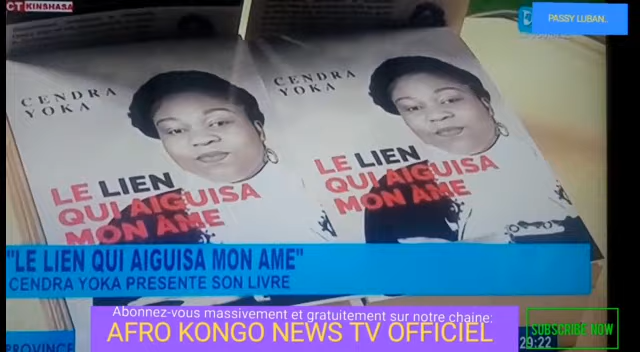 CT KINSHASA
PASSY LUBAN..
CENDRA
YOKA
LE LIEN
QUI AIGUISA
MON AME
CENDRA
YOKA
LE LIEN
QUI AIGUISA
MON AME
"LE LIEN QUI AIGUISA MON AME"
CENDRA YOKA PRESENTE SON LIVRE
Abonnez-vous massivement et gratuitement sur notre chaine:
AFRO KONGO NEWS TV OFFICIEL
SUBSCRIBE NOW
PROVINCE
29:22